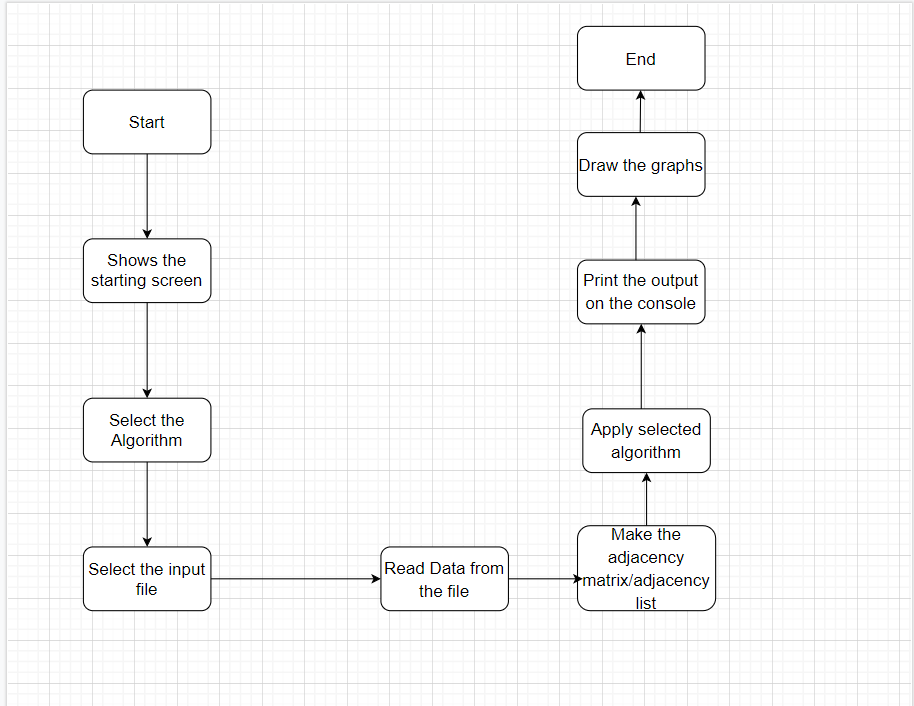 Start
Shows the
starting screen
Select the
Algorithm
Select the input
file
Read Data from
the file
Make the
adjacency
matrix/adjacency
list
Apply selected
algorithm
Print the output
on the console
Draw the graphs
End